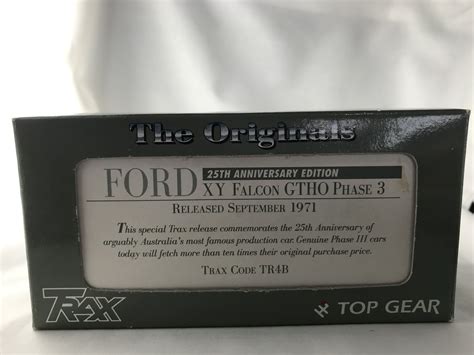 The Originals
25TH ANNIVERSARY EDITION
FORD XY FALCON GTHO PHASE 3
RELEASED SEPTEMBER 1971
This special Trax release commemorates the 25th Anniversary of
arguably Australia's most famous production car. Genuine Phase III cars
today will fetch more than ten times their original purchase price.
TRAX CODE TR4B
TRAX
TOP GEAR